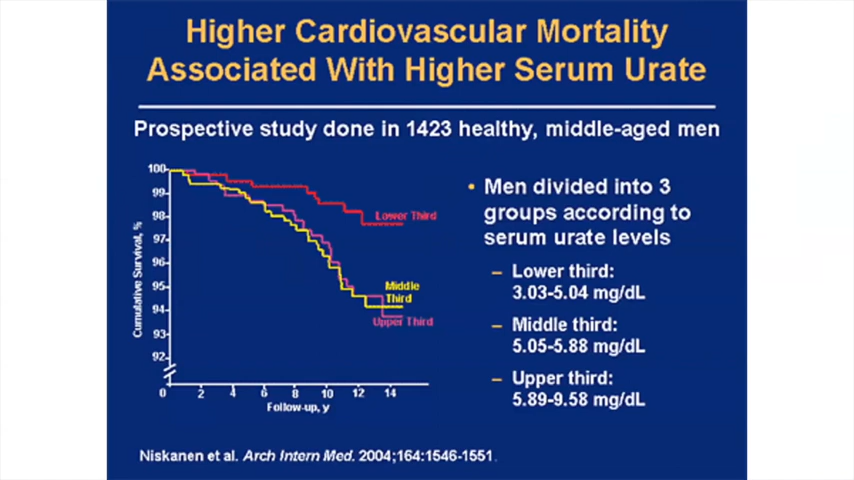 Higher Cardiovascular Mortality
Associated With Higher Serum Urate
Prospective study done in 1423 healthy, middle-aged men
100
99
98
97
96
95
94
93
92
Cumulative Survival, %
Lower Third
Middle
Third
Upper Third
0 2 4 6 8 10 12 14
Follow-up, y
• Men divided into 3
groups according to
serum urate levels
– Lower third:
3.03-5.04 mg/dL
– Middle third:
5.05-5.88 mg/dL
– Upper third:
5.89-9.58 mg/dL
Niskanen et al. Arch Intern Med. 2004;164:1546-1551.